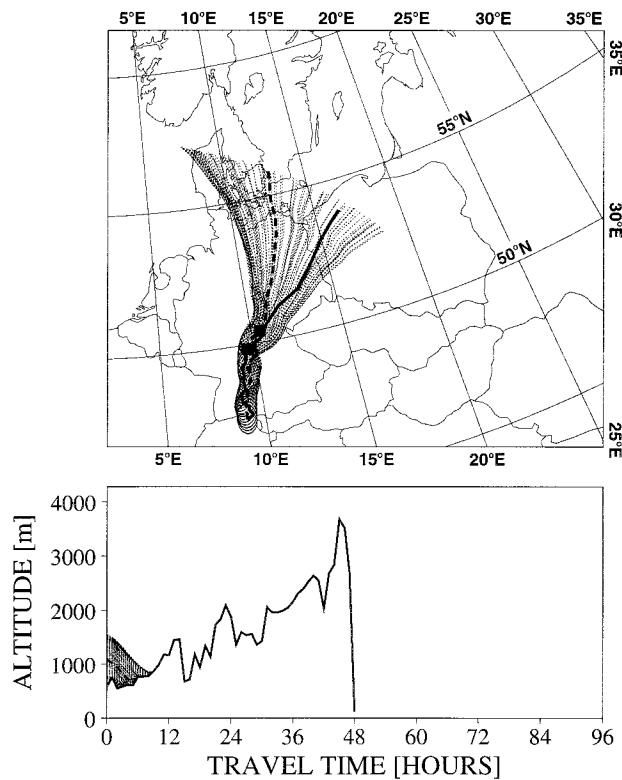 5°E 10°E 15°E 20°E 25°E 30°E 35°E
35°E
55°N
30°E
50°N
25°E
5°E 10°E 15°E 20°E
4000
3000
2000
1000
0
ALTITUDE [m]
0 12 24 36 48 60 72 84 96
TRAVEL TIME [HOURS]